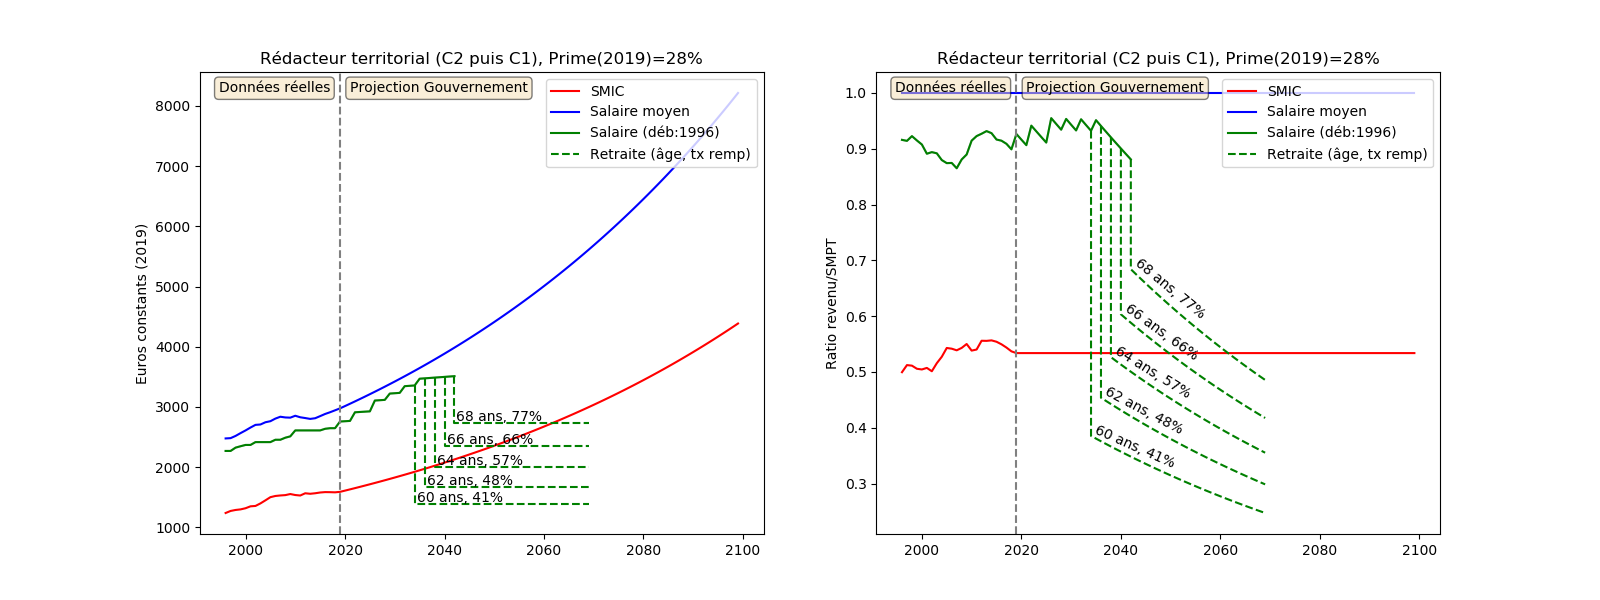 Rédacteur territorial (C2 puis C1), Prime(2019)=28%
Données réelles
Projection Gouvernement
SMIC
Salaire moyen
Salaire (déb:1996)
Retraite (âge, tx remp)
Euros constants (2019)
8000
7000
6000
5000
4000
3000
2000
1000
68 ans, 77%
66 ans, 66%
64 ans, 57%
62 ans, 48%
60 ans, 41%
2000
2020
2040
2060
2080
2100
Rédacteur territorial (C2 puis C1), Prime(2019)=28%
Données réelles
Projection Gouvernement
SMIC
Salaire moyen
Salaire (déb:1996)
Retraite (âge, tx remp)
Ratio revenu/SMPT
1.0
0.9
0.8
0.7
0.6
0.5
0.4
0.3
68 ans, 77%
66 ans, 66%
64 ans, 57%
62 ans, 48%
60 ans, 41%
2000
2020
2040
2060
2080
2100